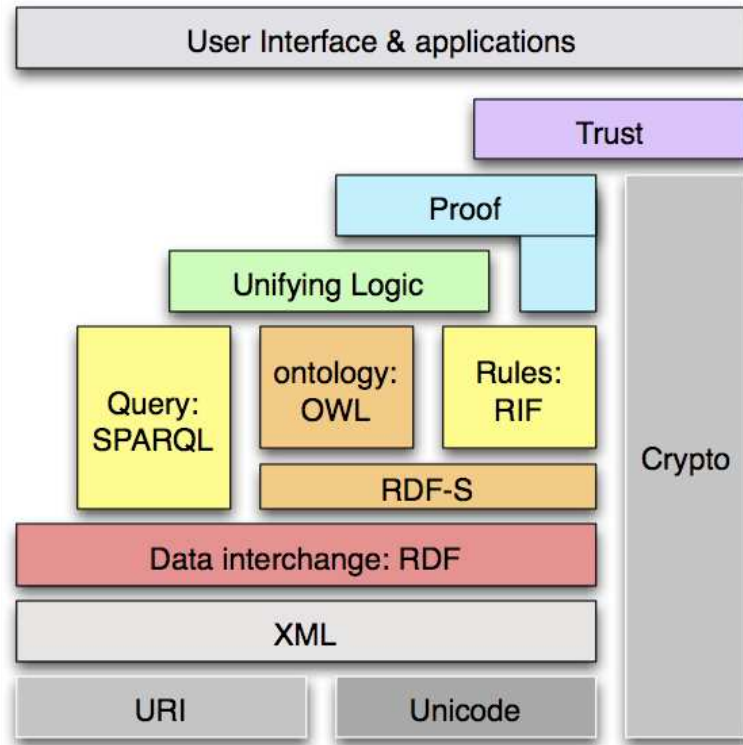 User Interface & applications
Trust
Proof
Unifying Logic
Query:
SPARQL
ontology:
OWL
Rules:
RIF
Crypto
RDF-S
Data interchange: RDF
XML
URI
Unicode